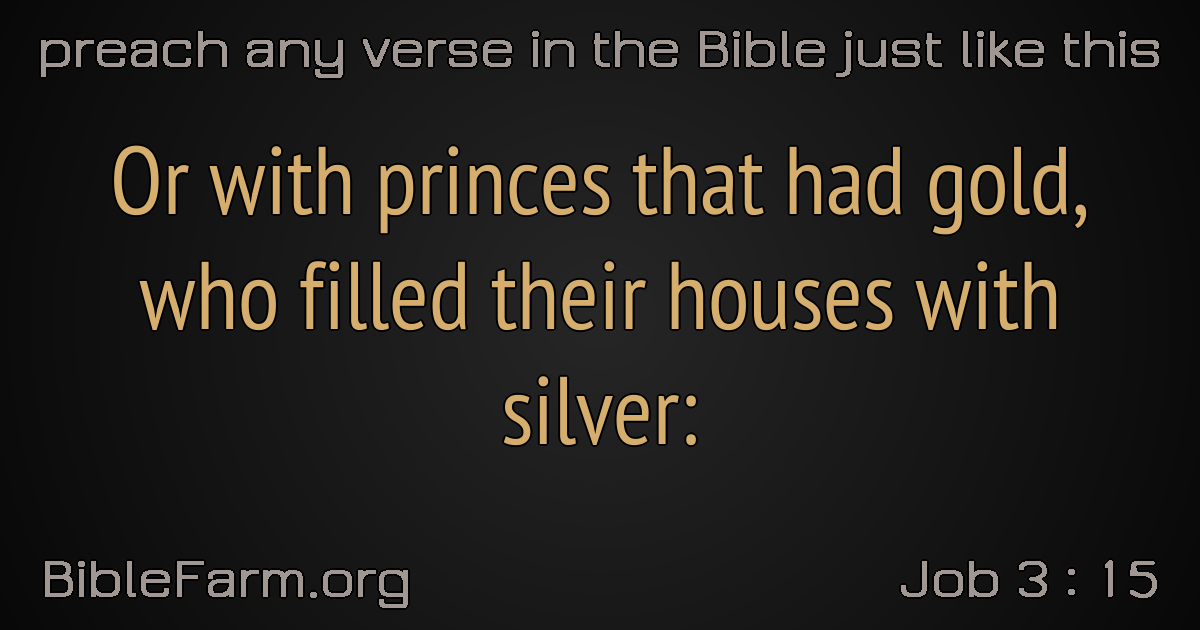 preach any verse in the Bible just like this
Or with princes that had gold,
who filled their houses with
silver:
BibleFarm.org
Job 3 : 15